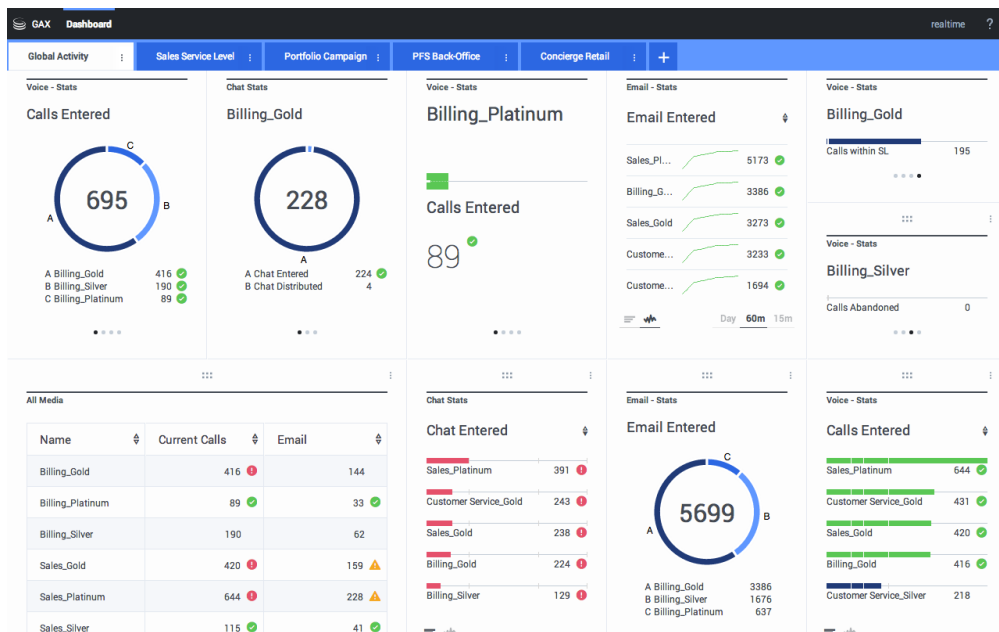 GAX Dashboard realtime ?
Global Activity Sales Service Level Portfolio Campaign PFS Back-Office Concierge Retail +
Voice - Stats
Calls Entered
C
695
A
B
A Billing_Gold 416
B Billing_Silver 190
C Billing_Platinum 89
Chat Stats
Billing_Gold
228
A
A Chat Entered 224
B Chat Distributed 4
Voice - Stats
Billing_Platinum
Calls Entered
89
Email - Stats
Email Entered
Sales_Pl... 5173
Billing_G... 3386
Sales_Gold 3273
Custome... 3233
Custome... 1694
Day 60m 15m
Voice - Stats
Billing_Gold
Calls within SL 195
Voice - Stats
Billing_Silver
Calls Abandoned 0
All Media
Name Current Calls Email
Billing_Gold 416 144
Billing_Platinum 89 33
Billing_Silver 190 62
Sales_Gold 420 159
Sales_Platinum 644 228
Sales_Silver 115 41
Chat Stats
Chat Entered
Sales_Platinum 391
Customer Service_Gold 243
Sales_Gold 238
Billing_Gold 224
Billing_Silver 129
Email - Stats
Email Entered
C
5699
A
B
A Billing_Gold 3386
B Billing_Silver 1676
C Billing_Platinum 637
Voice - Stats
Calls Entered
Sales_Platinum 644
Customer Service_Gold 431
Sales_Gold 420
Billing_Gold 416
Customer Service_Silver 218